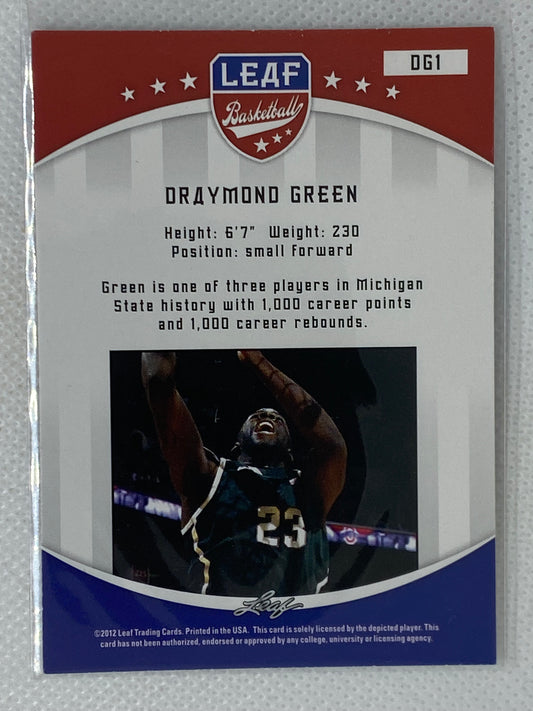 DG1
LEAF
Basketball
DRAYMOND GREEN
Height: 6'7" Weight: 230
Position: small forward
Green is one of three players in Michigan
State history with 1,000 career points
and 1,000 career rebounds.
23
Leaf
©2012 Leaf Trading Cards. Printed in the USA. This card is solely licensed by the depicted player. This
card has not been authorized, endorsed or approved by any college, university or licensing agency.